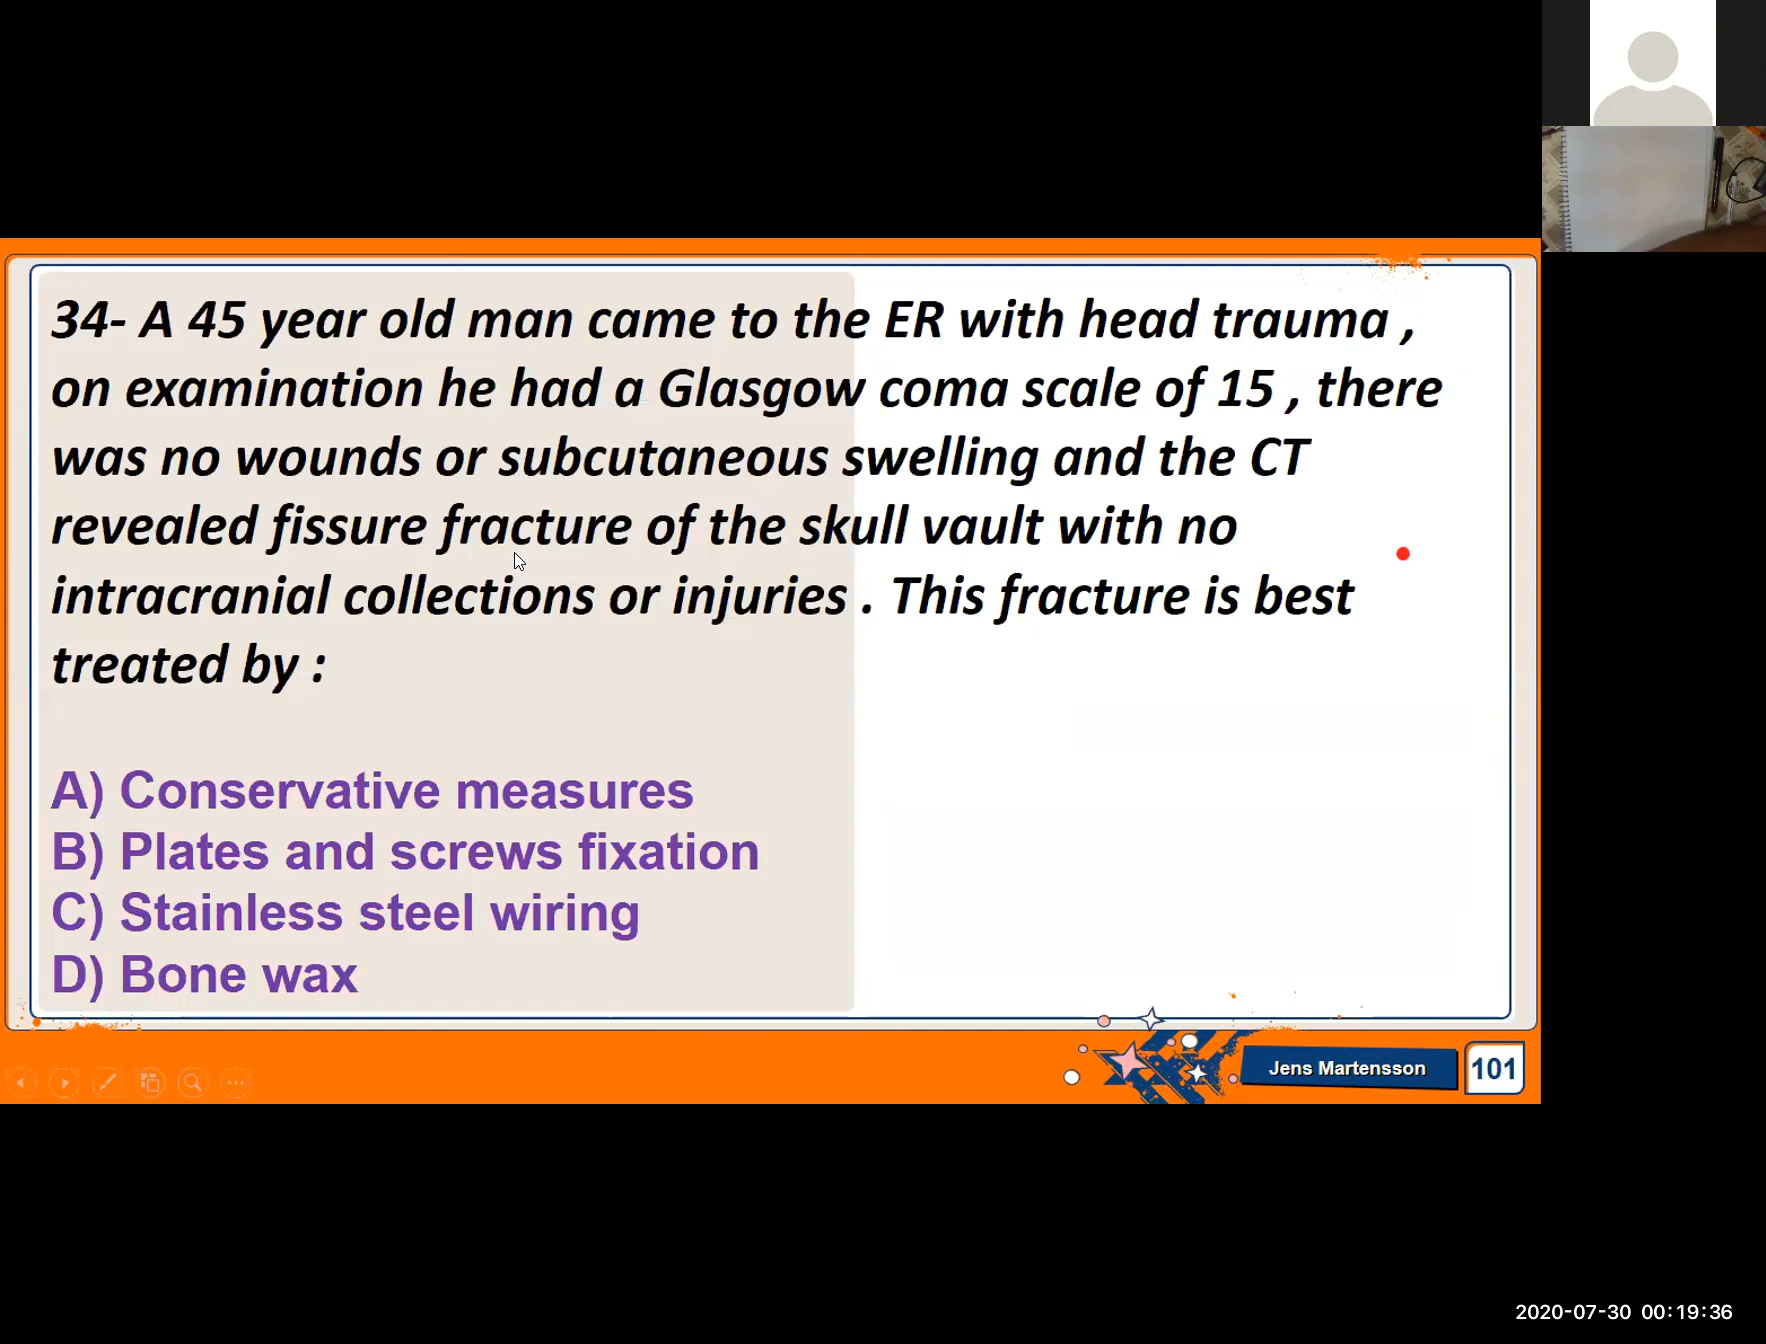 34- A 45 year old man came to the ER with head trauma ,
on examination he had a Glasgow coma scale of 15 , there
was no wounds or subcutaneous swelling and the CT
revealed fissure fracture of the skull vault with no
intracranial collections or injuries . This fracture is best
treated by :
A) Conservative measures
B) Plates and screws fixation
C) Stainless steel wiring
D) Bone wax
Jens Martensson
101
2020-07-30 00:19:36